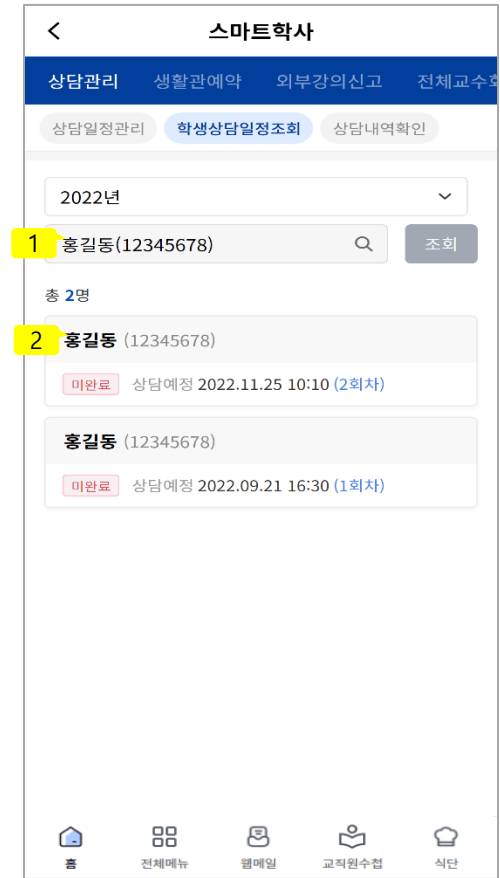 스마트학사
상담관리 생활관예약 외부강의신고 전체교수회
상담일정관리 학생상담일정조회 상담내역확인
2022년
1 홍길동(12345678) 조회
총 2명
2 홍길동 (12345678)
미완료 상담예정 2022.11.25 10:10 (2회차)
홍길동 (12345678)
미완료 상담예정 2022.09.21 16:30 (1회차)
홈 전체메뉴 웹메일 교직원수첩 식단